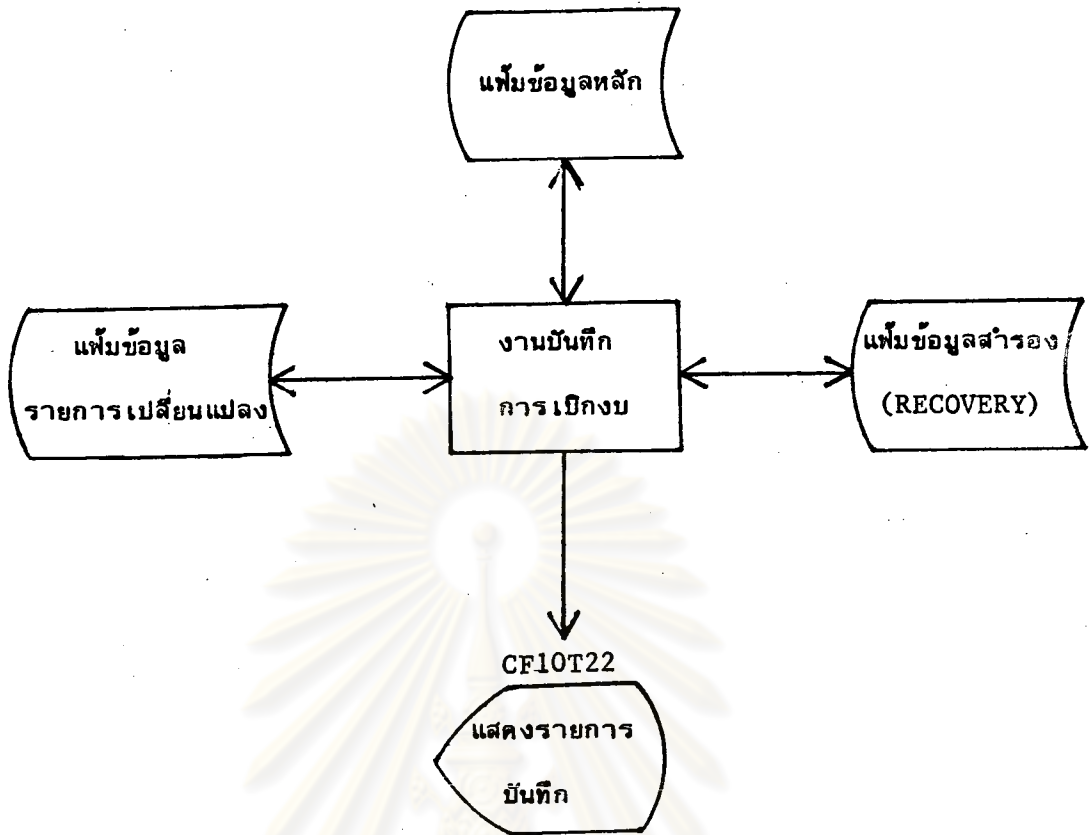 แฟ้มข้อมูลหลัก
แฟ้มข้อมูล
รายการเปลี่ยนแปลง
งานบันทึก
การเบิกงบ
แฟ้มข้อมูลสำรอง
(RECOVERY)
CF10T22
แสดงรายการ
บันทึก